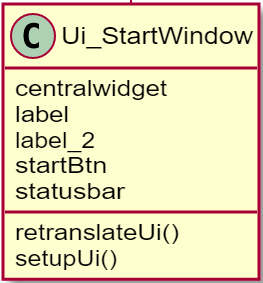 C Ui_StartWindow
centralwidget
label
label_2
startBtn
statusbar
retranslateUi()
setupUi()